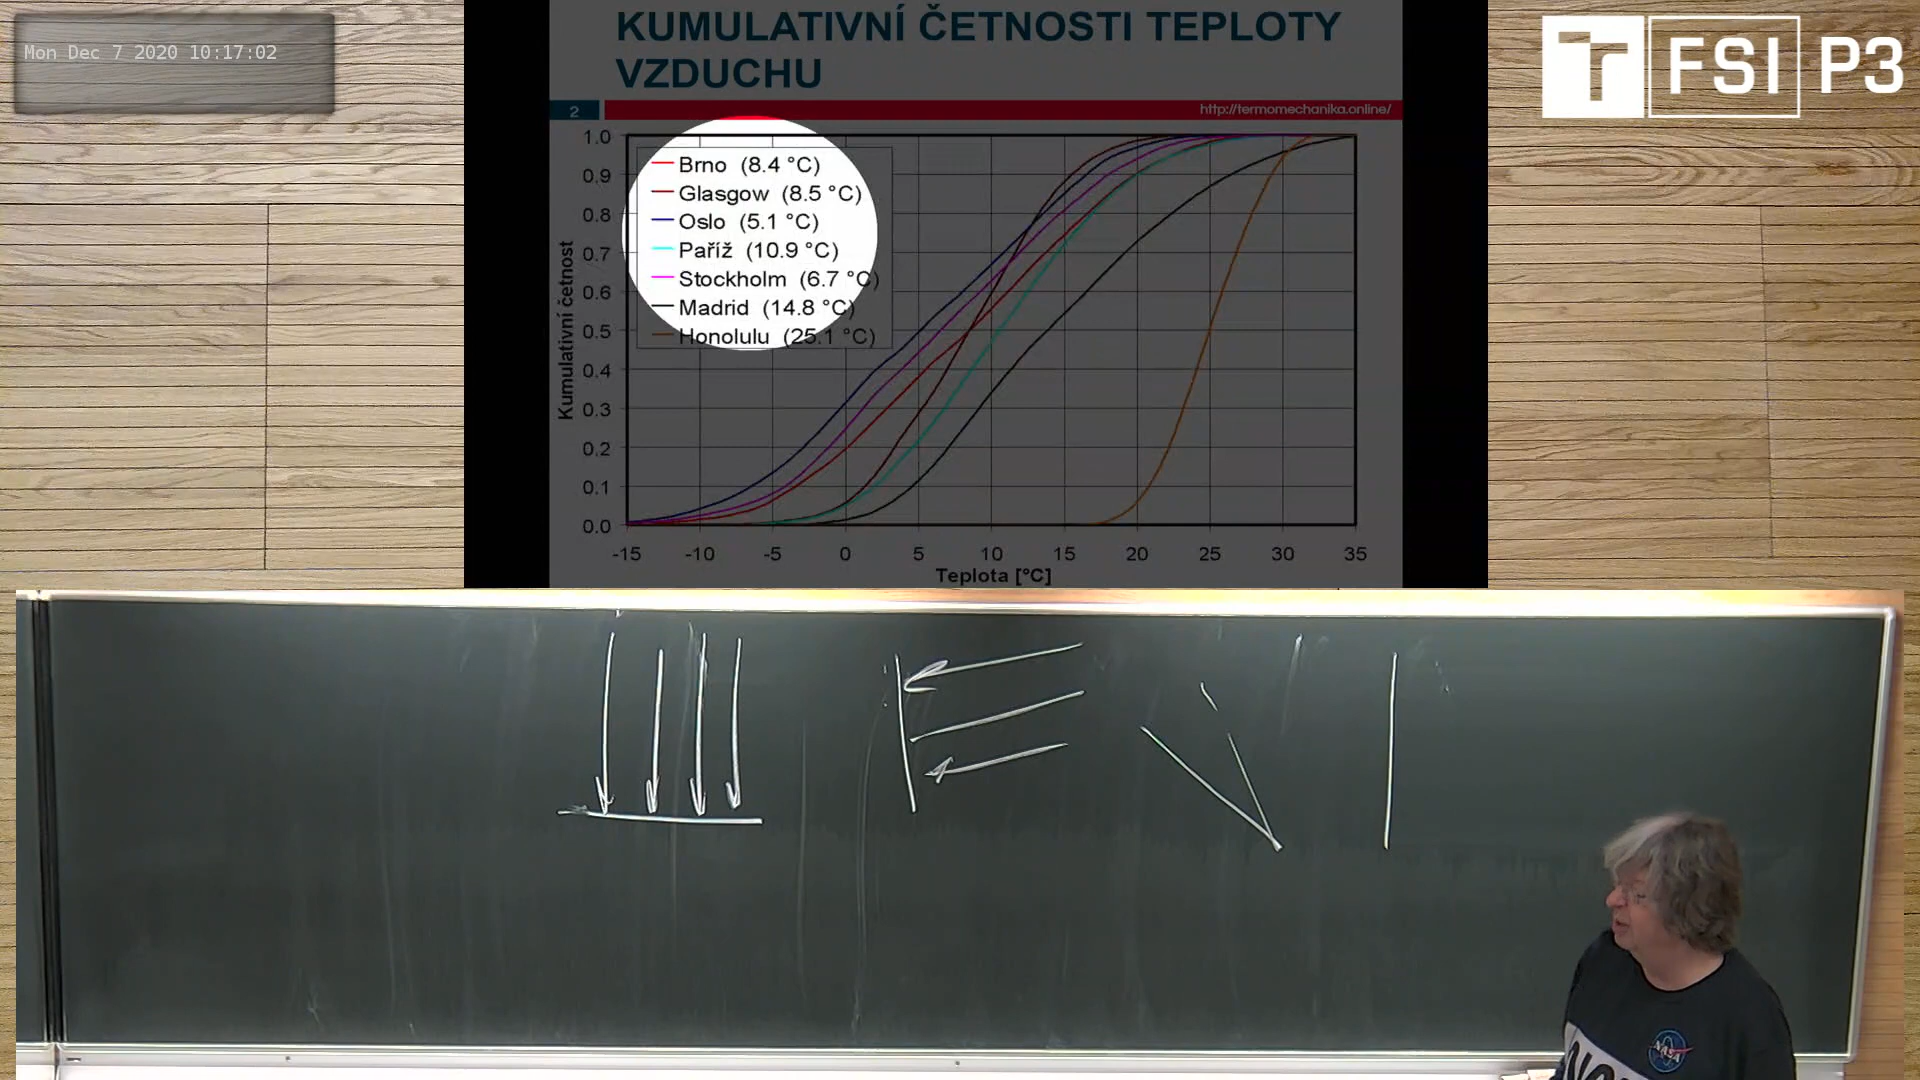 Mon Dec 7 2020 10:17:02
KUMULATIVNÍ ČETNOSTI TEPLOTY
VZDUCHU
T FSI P3
2
http://termomechanika.online/
Kumulativní četnost
1.0
0.9
0.8
0.7
0.6
0.5
0.4
0.3
0.2
0.1
0.0
Brno (8.4 °C)
Glasgow (8.5 °C)
Oslo (5.1 °C)
Paříž (10.9 °C)
Stockholm (6.7 °C)
Madrid (14.8 °C)
Honolulu (25.1 °C)
-15 -10 -5 0 5 10 15 20 25 30 35
Teplota [°C]
NASA